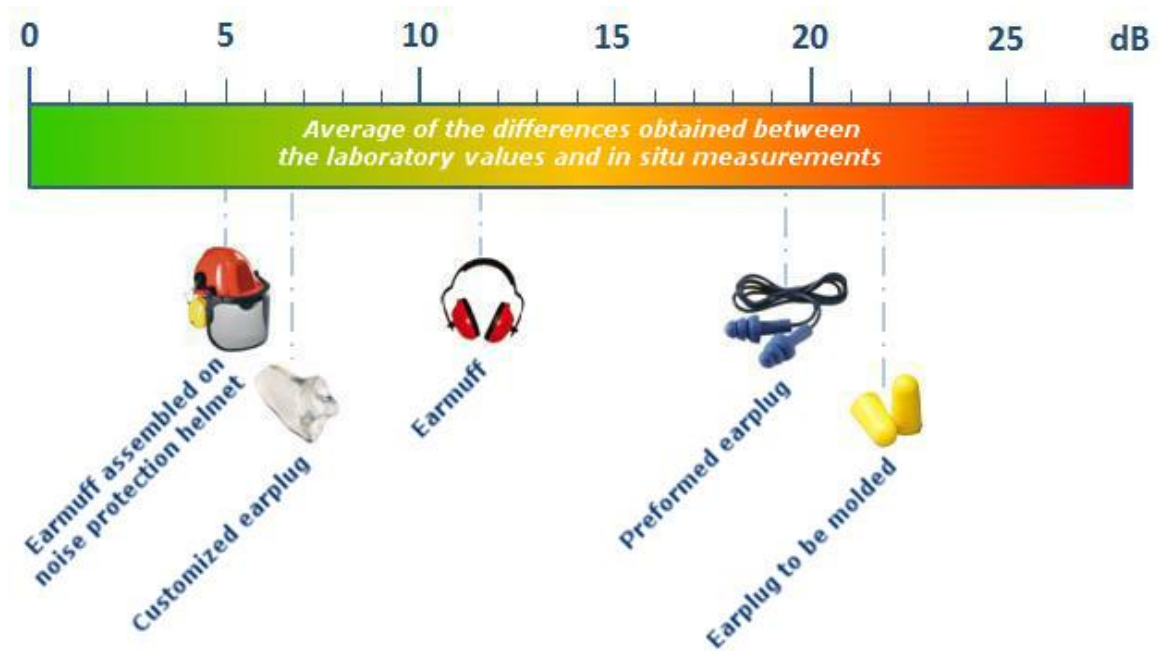 0 5 10 15 20 25 dB
Average of the differences obtained between
the laboratory values and in situ measurements
Earmuff assembled on
noise protection helmet
Customized earplug
Earmuff
Preformed earplug
Earplug to be molded